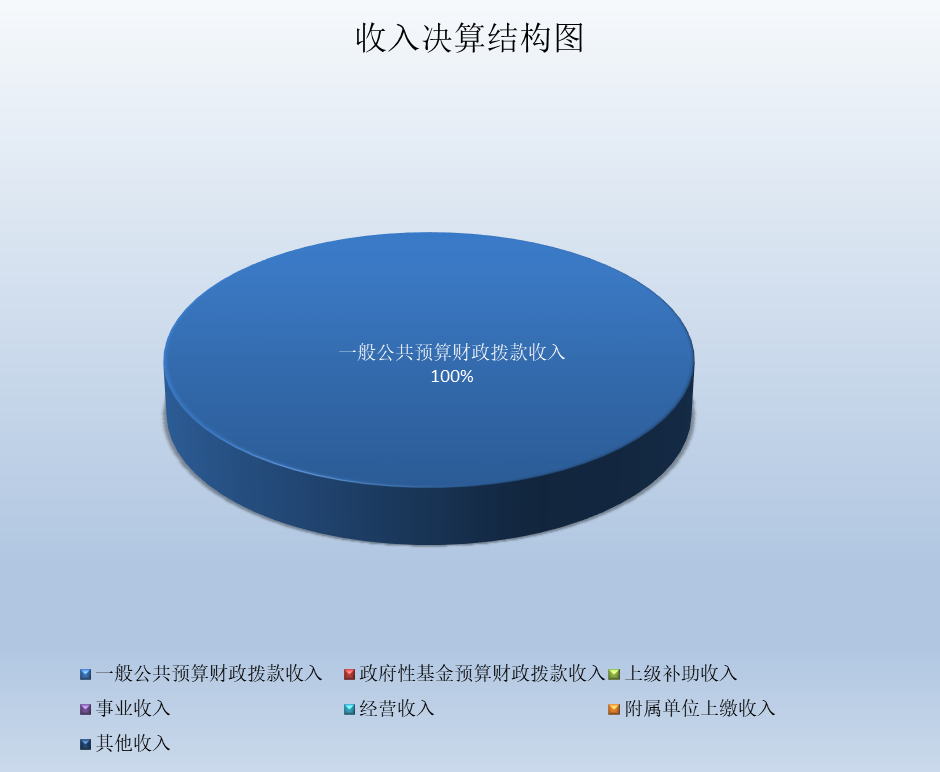 收入决算结构图
一般公共预算财政拨款收入
100%
一般公共预算财政拨款收入 政府性基金预算财政拨款收入 上级补助收入
事业收入 经营收入 附属单位上缴收入
其他收入